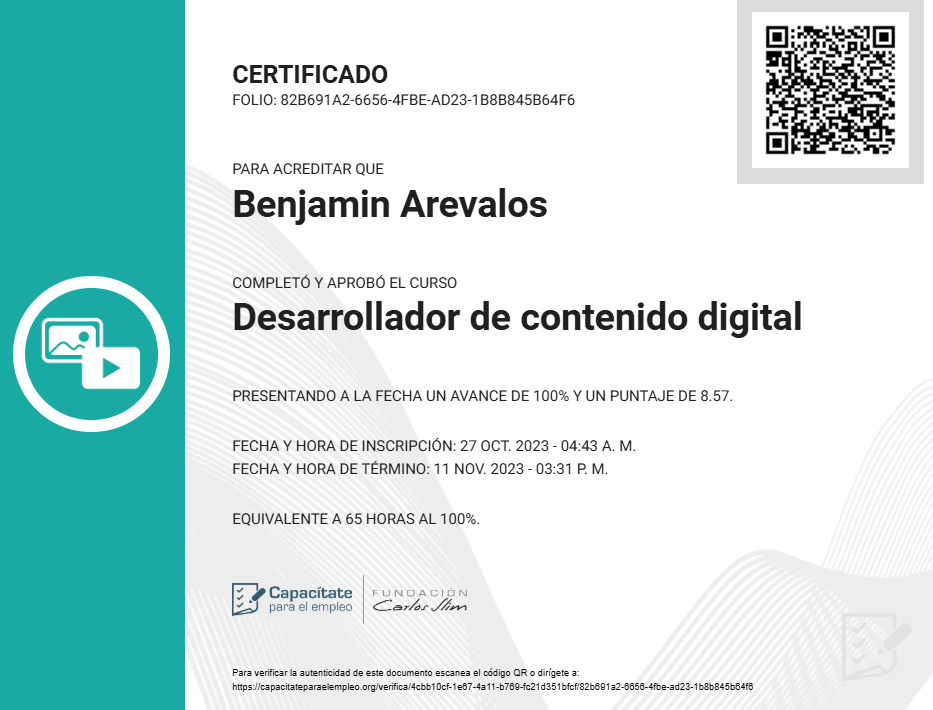 CERTIFICADO
FOLIO: 82B691A2-6656-4FBE-AD23-1B8B845B64F6
PARA ACREDITAR QUE
Benjamin Arevalos
COMPLETÓ Y APROBÓ EL CURSO
Desarrollador de contenido digital
PRESENTANDO A LA FECHA UN AVANCE DE 100% Y UN PUNTAJE DE 8.57.
FECHA Y HORA DE INSCRIPCIÓN: 27 OCT. 2023 - 04:43 A. M.
FECHA Y HORA DE TÉRMINO: 11 NOV. 2023 - 03:31 P. M.
EQUIVALENTE A 65 HORAS AL 100%.
Capacítate
para el empleo
FUNDACIÓN
Carlos Slim
Para verificar la autenticidad de este documento escanea el código QR o dirígete a:
https://capacitateparaelempleo.org/verifica/4cbb10cf-1e67-4a11-b769-fc21d351bfcf/82b691a2-6656-4fbe-ad23-1b8b845b64f6